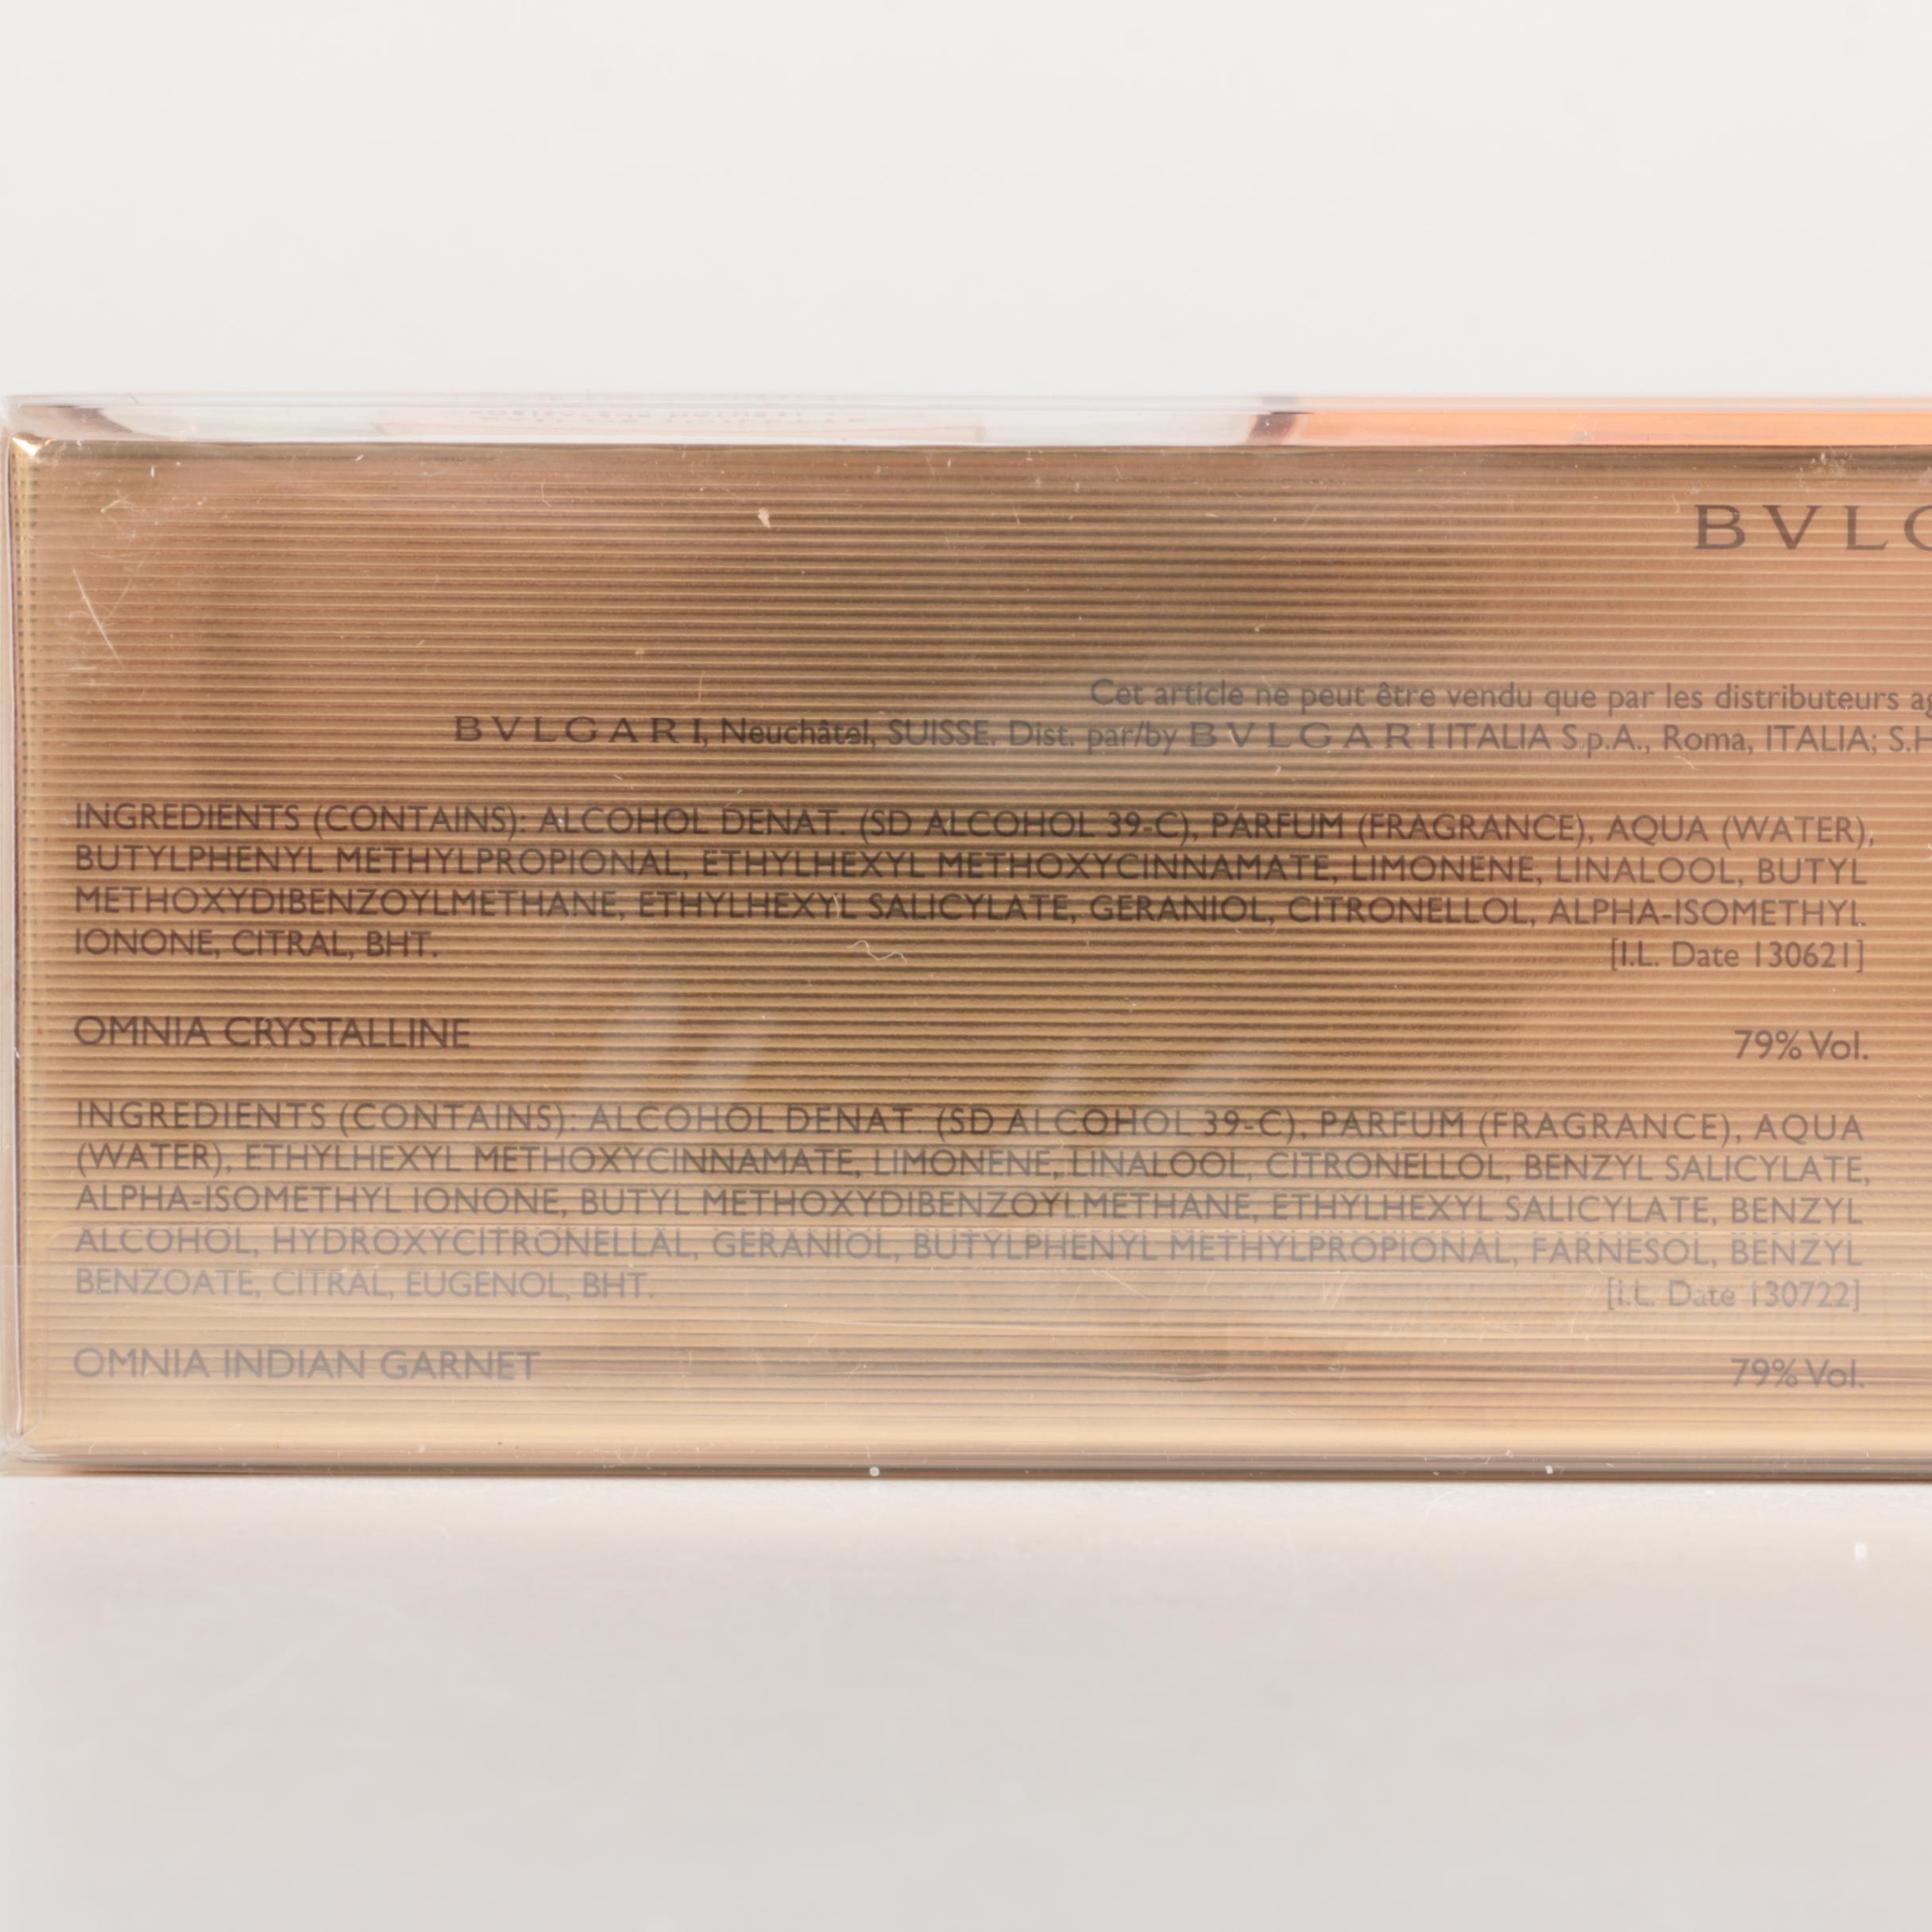 BVLG
Cet article ne peut être vendu que par les distributeurs
BVLGARI, Neuchâtel, SUISSE. Dist. par/by BVLGARI ITALIA S.p.A., Roma, ITALIA;
INGREDIENTS (CONTAINS): ALCOHOL DENAT. (SD ALCOHOL 39-C), PARFUM (FRAGRANCE), AQUA (WATER),
BUTYLPHENYL METHYLPROPIONAL, ETHYLHEXYL METHOXYCINNAMATE, LIMONENE, LINALOOL, BUTYL
METHOXYDIBENZOYLMETHANE, ETHYLHEXYL SALICYLATE, GERANIOL, CITRONELLOL, ALPHA-ISOMETHYL
IONONE, CITRAL, BHT. [I.L. Date 130621]
OMNIA CRYSTALLINE 79% Vol.
INGREDIENTS (CONTAINS): ALCOHOL DENAT. (SD ALCOHOL 39-C), PARFUM (FRAGRANCE), AQUA
(WATER), ETHYLHEXYL METHOXYCINNAMATE, LIMONENE, LINALOOL, CITRONELLOL, BENZYL SALICYLATE,
ALPHA-ISOMETHYL IONONE, BUTYL METHOXYDIBENZOYLMETHANE, ETHYLHEXYL SALICYLATE, BENZYL
ALCOHOL, HYDROXYCITRONELLAL, GERANIOL, BUTYLPHENYL METHYLPROPIONAL, FARNESOL, BENZYL
BENZOATE, CITRAL, EUGENOL, BHT. [I.L. Date 130722]
OMNIA INDIAN GARNET 79% Vol.